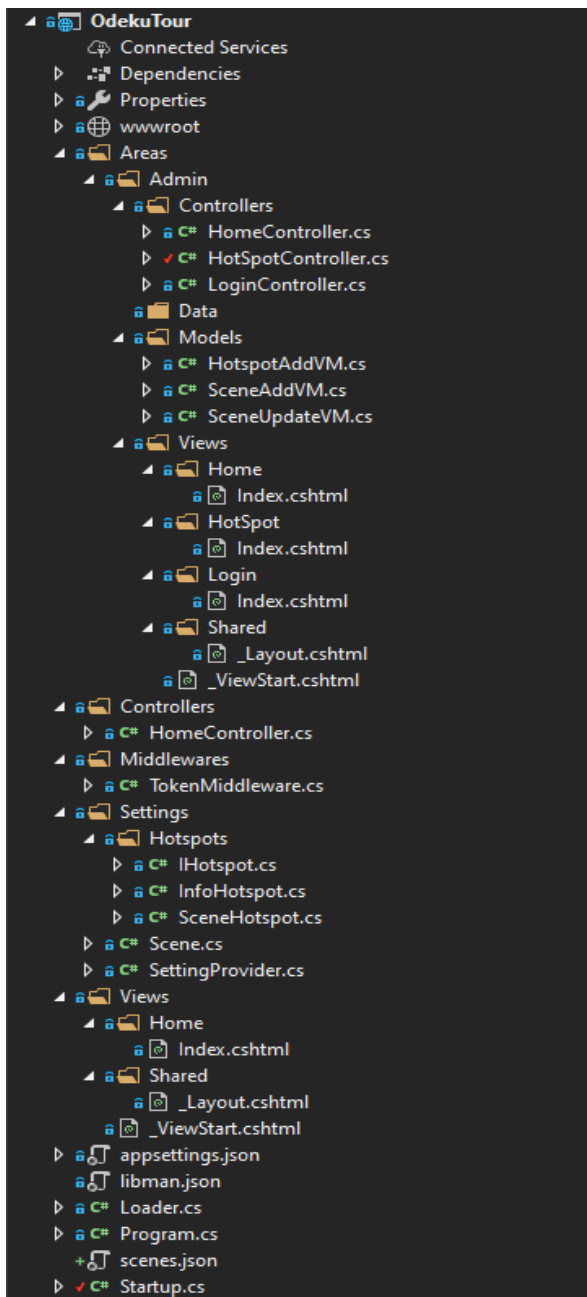 OdekuTour
Connected Services
Dependencies
Properties
wwwroot
Areas
Admin
Controllers
C# HomeController.cs
C# HotSpotController.cs
C# LoginController.cs
Data
Models
C# HotspotAddVM.cs
C# SceneAddVM.cs
C# SceneUpdateVM.cs
Views
Home
Index.cshtml
HotSpot
Index.cshtml
Login
Index.cshtml
Shared
_Layout.cshtml
_ViewStart.cshtml
Controllers
C# HomeController.cs
Middlewares
C# TokenMiddleware.cs
Settings
Hotspots
C# IHotspot.cs
C# InfoHotspot.cs
C# SceneHotspot.cs
C# Scene.cs
C# SettingProvider.cs
Views
Home
Index.cshtml
Shared
_Layout.cshtml
_ViewStart.cshtml
appsettings.json
libman.json
C# Loader.cs
C# Program.cs
scenes.json
C# Startup.cs